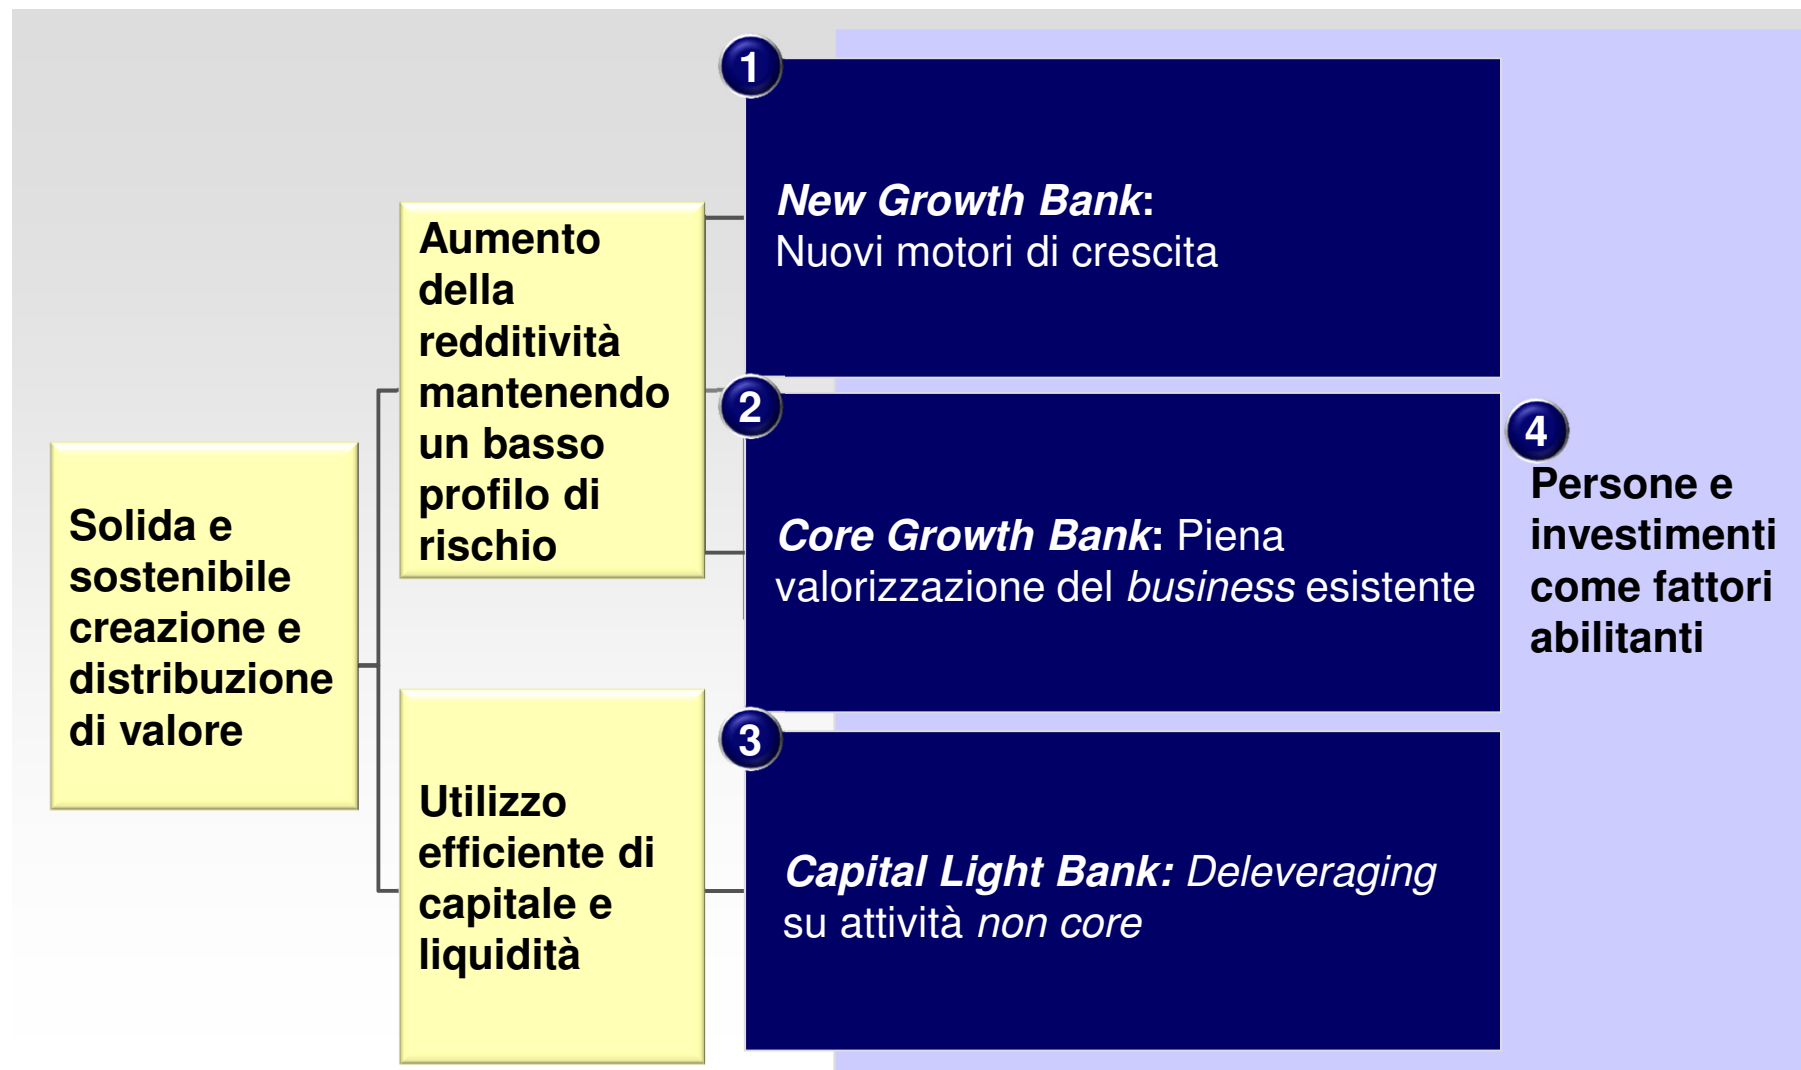 Solida e
sostenibile
creazione e
distribuzione
di valore
Aumento
della
redditività
mantenendo
un basso
profilo di
rischio
Utilizzo
efficiente di
capitale e
liquidità
1
New Growth Bank:
Nuovi motori di crescita
2
Core Growth Bank: Piena
valorizzazione del business esistente
3
Capital Light Bank: Deleveraging
su attività non core
4
Persone e
investimenti
come fattori
abilitanti